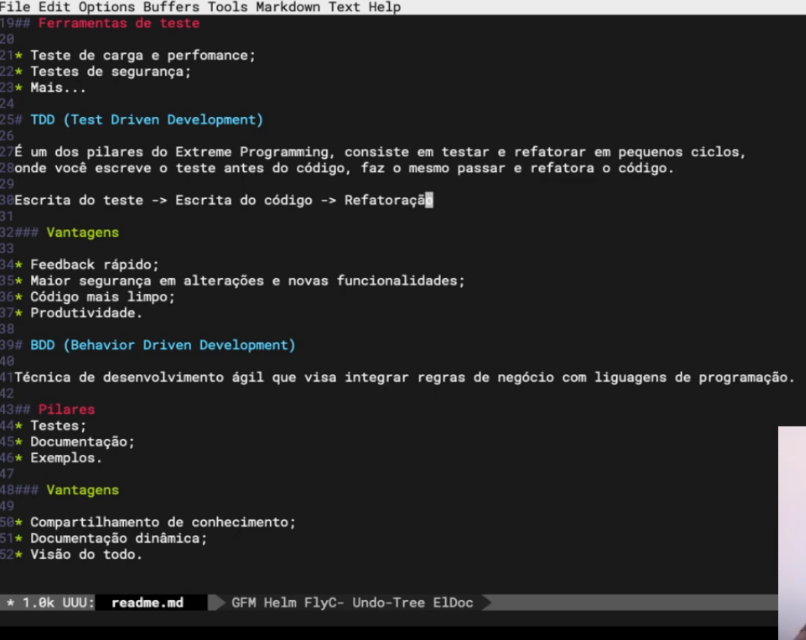 File Edit Options Buffers Tools Markdown Text Help
19## Ferramentas de teste
20
21* Teste de carga e perfomance;
22* Testes de segurança;
23* Mais...
24
25# TDD (Test Driven Development)
26
27É um dos pilares do Extreme Programming, consiste em testar e refatorar em pequenos ciclos,
28onde você escreve o teste antes do código, faz o mesmo passar e refatora o código.
29
30Escrita do teste -> Escrita do código -> Refatoração
31
32### Vantagens
33
34* Feedback rápido;
35* Maior segurança em alterações e novas funcionalidades;
36* Código mais limpo;
37* Produtividade.
38
39# BDD (Behavior Driven Development)
40
41Técnica de desenvolvimento ágil que visa integrar regras de negócio com liguagens de programação.
42
43## Pilares
44* Testes;
45* Documentação;
46* Exemplos.
47
48### Vantagens
49
50* Compartilhamento de conhecimento;
51* Documentação dinâmica;
52* Visão do todo.
* 1.0k UUU: readme.md GFM Helm FlyC- Undo-Tree ElDoc